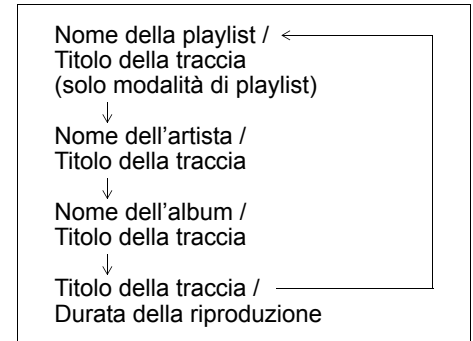 Nome della playlist /
Titolo della traccia
(solo modalità di playlist)
Nome dell’artista /
Titolo della traccia
Nome dell’album /
Titolo della traccia
Titolo della traccia /
Durata della riproduzione